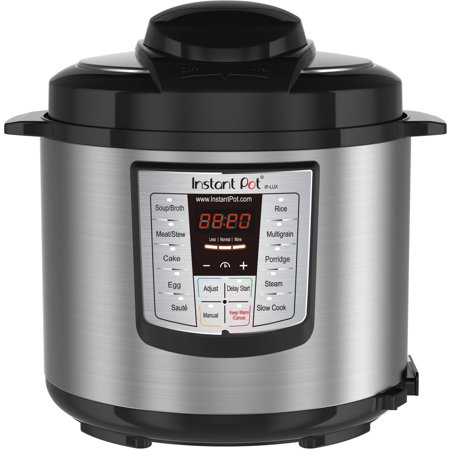 Instant Pot® IP-LUX
www.InstantPot.com
Soup/Broth
Meat/Stew
Cake
Egg
Sauté
88:80
Less | Normal | More
− +
Adjust
Delay Start
Manual
Keep Warm
/Cancel
Rice
Multigrain
Porridge
Steam
Slow Cook